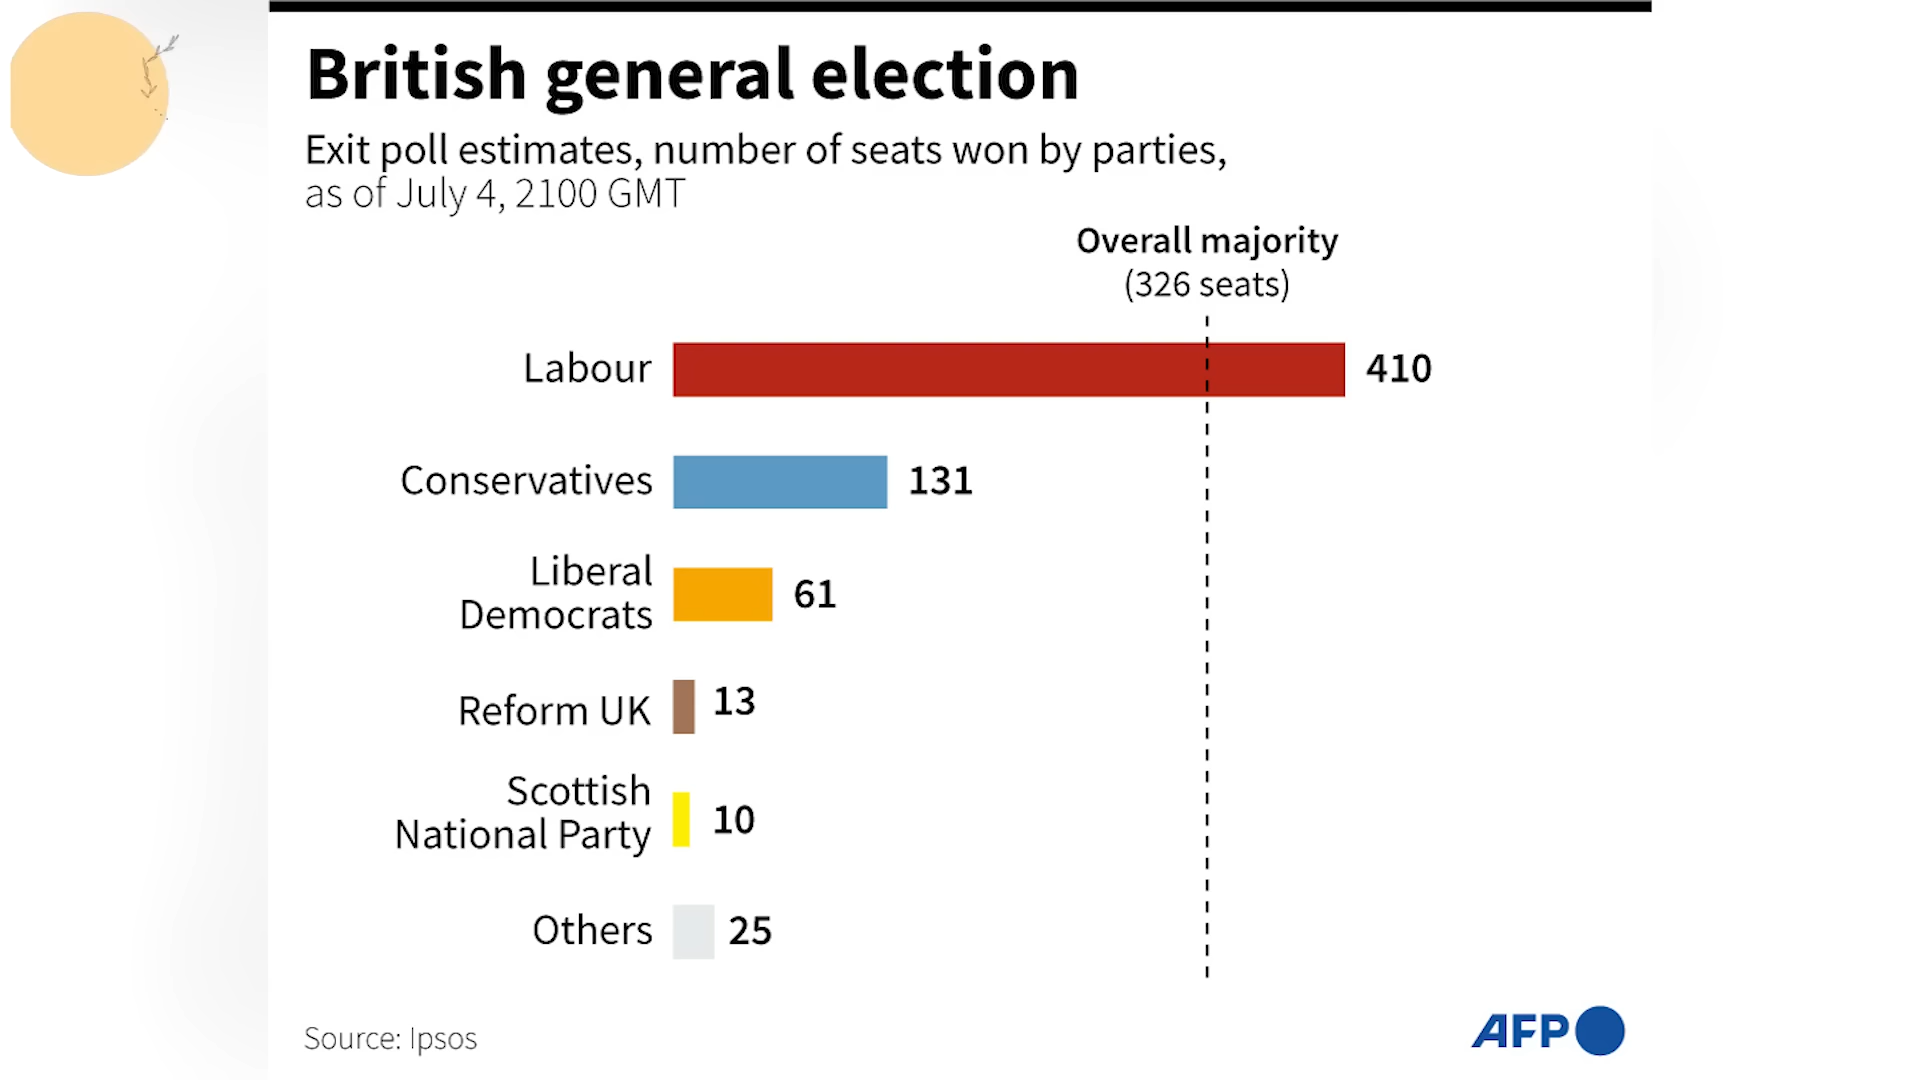 British general election
Exit poll estimates, number of seats won by parties,
as of July 4, 2100 GMT
Overall majority
(326 seats)
Labour 410
Conservatives 131
Liberal
Democrats 61
Reform UK 13
Scottish
National Party 10
Others 25
Source: Ipsos
AFP